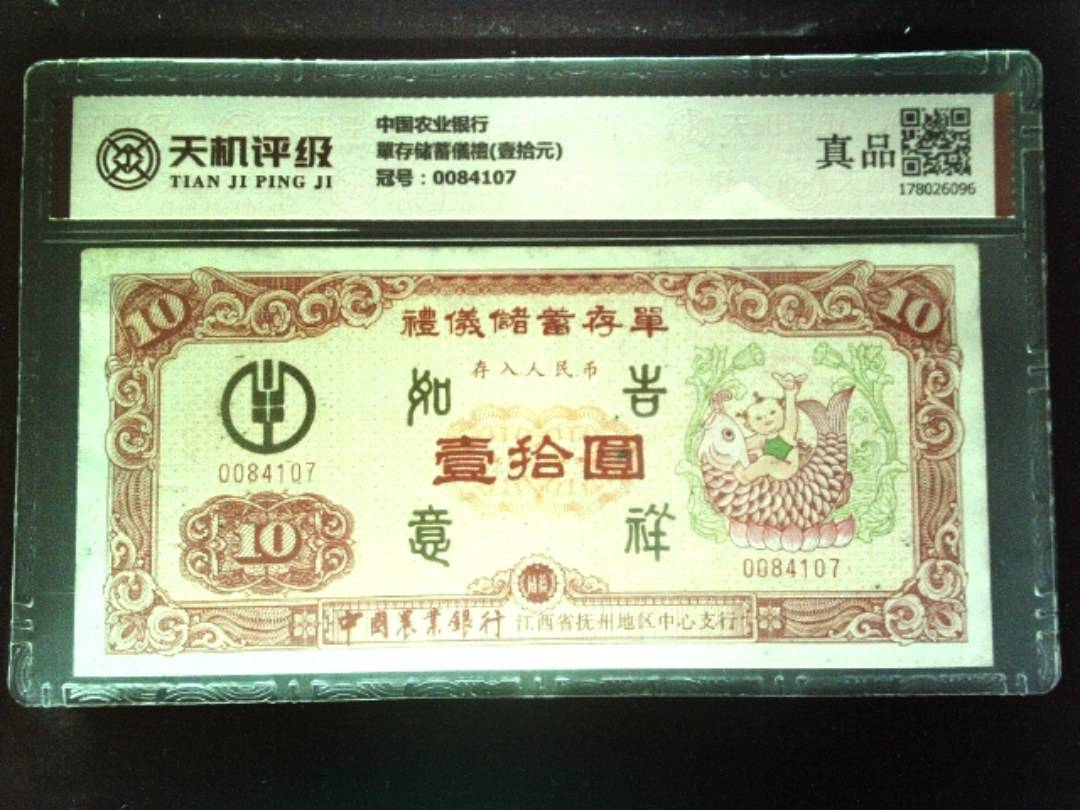 天机评级
TIAN JI PING JI
中国农业银行
單存储蓄儀禮(壹拾元)
冠号：0084107
真品
178026096
10
10
禮儀儲蓄存單
存入人民币
如 吉
壹拾圓
意 祥
0084107
10
0084107
中國農業銀行 江西省抚州地区中心支行